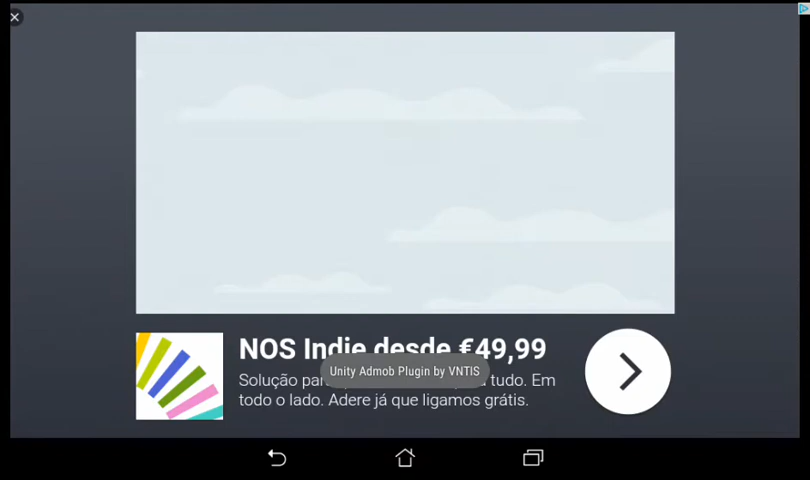 NOS Indie desde €49,99
Unity Admob Plugin by VNTIS
Solução tudo. Em
todo o lado. Adere já que ligamos grátis.